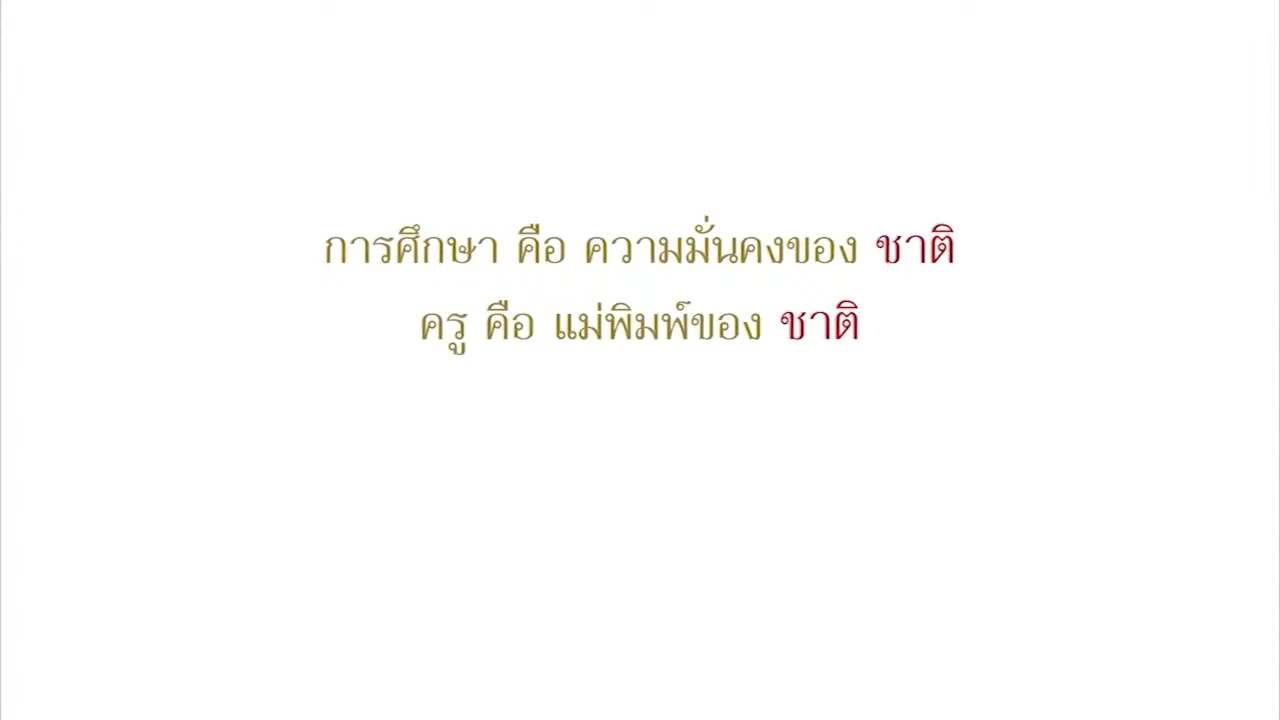 การศึกษา คือ ความมั่นคงของ ชาติ
ครู คือ แม่พิมพ์ของ ชาติ